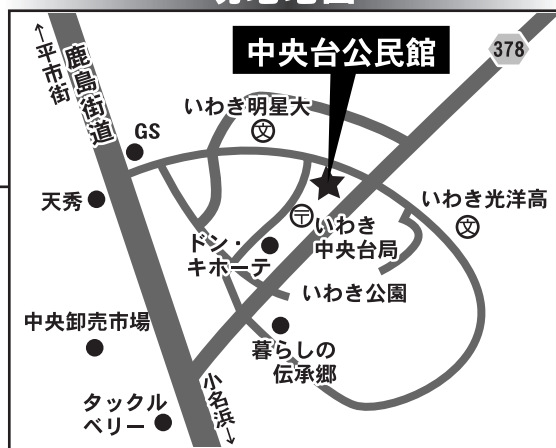 ←平市街
鹿島街道
中央台公民館
378
GS
いわき明星大
文
天秀
いわき光洋高
文
〒
いわき
中央台局
ドン・
キホーテ
いわき公園
中央卸売市場
暮らしの
伝承郷
タックル
ベリー
小名浜→